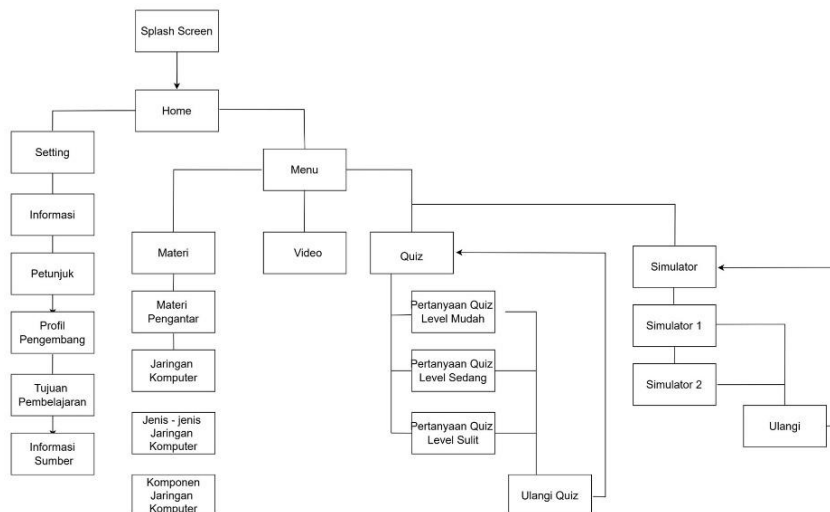 Splash Screen
Home
Setting
Menu
Informasi
Materi
Video
Quiz
Simulator
Petunjuk
Materi
Pengantar
Pertanyaan Quiz
Level Mudah
Simulator 1
Profil
Pengembang
Jaringan
Komputer
Pertanyaan Quiz
Level Sedang
Simulator 2
Tujuan
Pembelajaran
Jenis - jenis
Jaringan
Komputer
Pertanyaan Quiz
Level Sulit
Ulangi
Informasi
Sumber
Komponen
Jaringan
Komputer
Ulangi Quiz